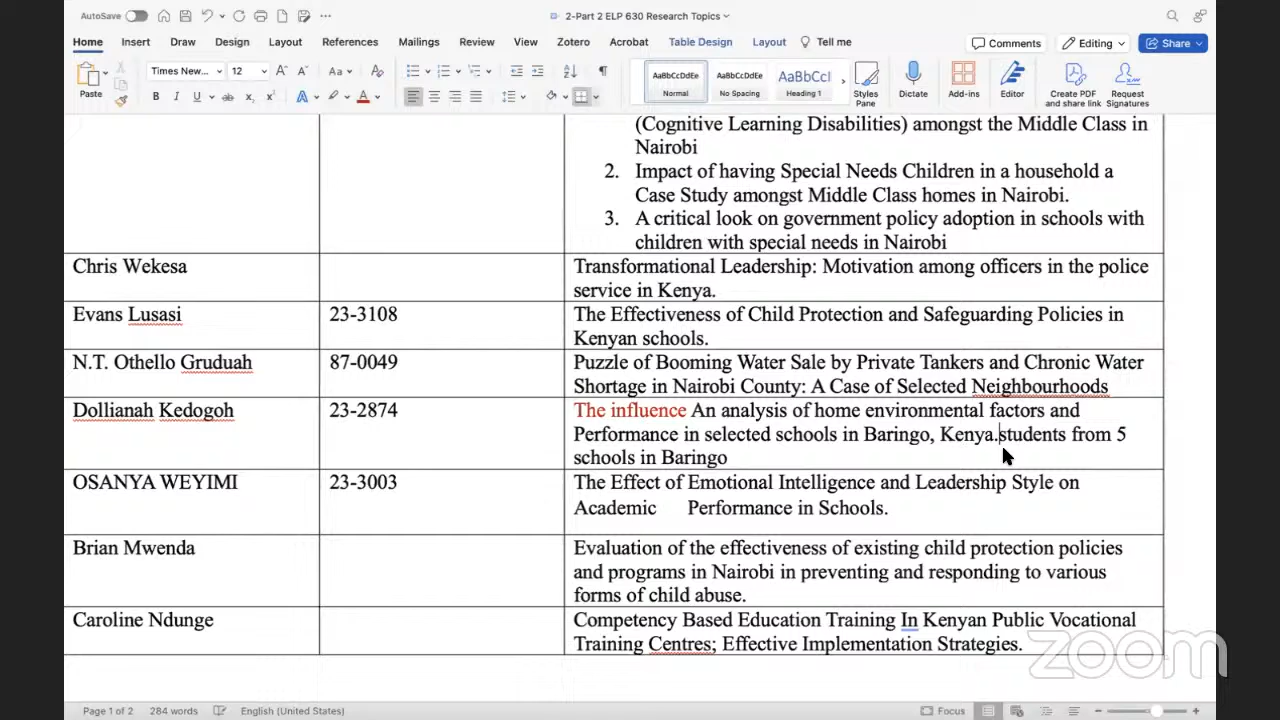 AutoSave
2-Part 2 ELP 630 Research Topics
Home Insert Draw Design Layout References Mailings Review View Zotero Acrobat Table Design Layout Tell me
Comments Editing Share
Paste
Times New... 12
AaBbCcDdEe AaBbCcDdEe AaBbCcI
Normal No Spacing Heading 1
Styles Pane
Dictate
Add-ins
Editor
Create PDF and share link
Request Signatures
(Cognitive Learning Disabilities) amongst the Middle Class in
Nairobi
2. Impact of having Special Needs Children in a household a
Case Study amongst Middle Class homes in Nairobi.
3. A critical look on government policy adoption in schools with
children with special needs in Nairobi
Chris Wekesa
Transformational Leadership: Motivation among officers in the police
service in Kenya.
Evans Lusasi 23-3108
The Effectiveness of Child Protection and Safeguarding Policies in
Kenyan schools.
N.T. Othello Gruduah 87-0049
Puzzle of Booming Water Sale by Private Tankers and Chronic Water
Shortage in Nairobi County: A Case of Selected Neighbourhoods
Dollianah Kedogoh 23-2874
The influence An analysis of home environmental factors and
Performance in selected schools in Baringo, Kenya.students from 5
schools in Baringo
OSANYA WEYIMI 23-3003
The Effect of Emotional Intelligence and Leadership Style on
Academic Performance in Schools.
Brian Mwenda
Evaluation of the effectiveness of existing child protection policies
and programs in Nairobi in preventing and responding to various
forms of child abuse.
Caroline Ndunge
Competency Based Education Training In Kenyan Public Vocational
Training Centres; Effective Implementation Strategies.
zoom
Page 1 of 2 284 words English (United States) Focus